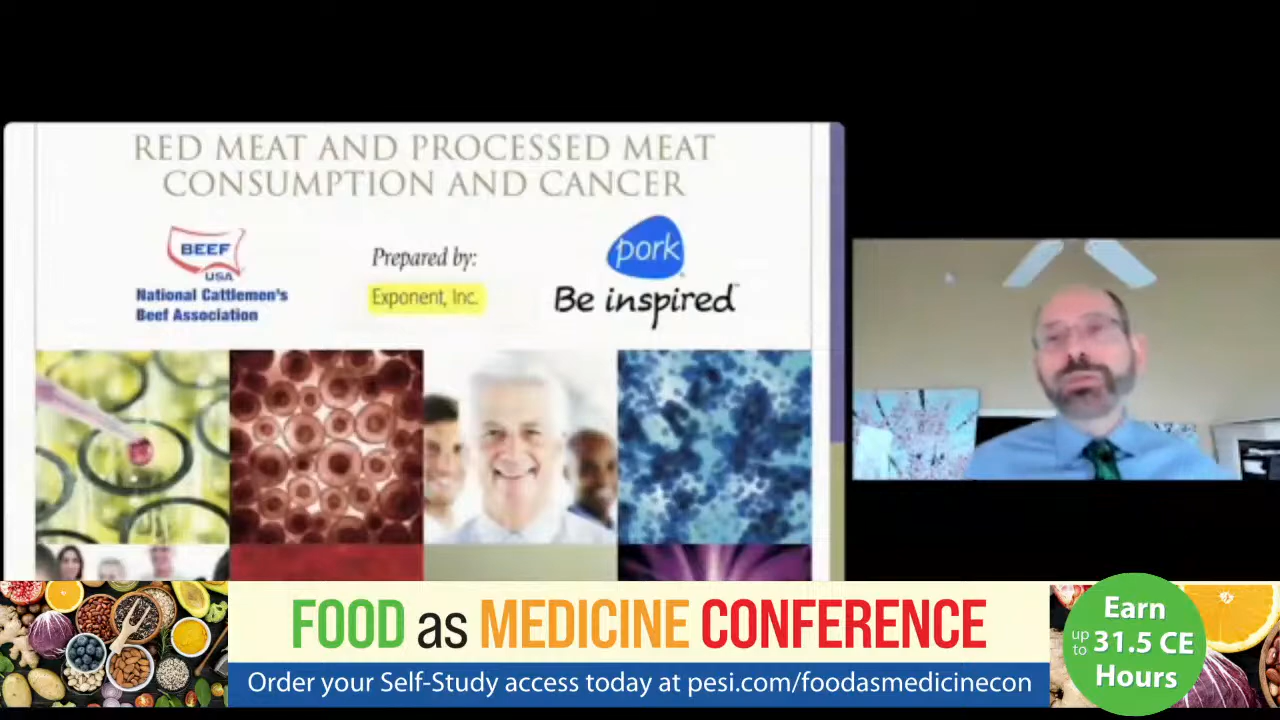 RED MEAT AND PROCESSED MEAT
CONSUMPTION AND CANCER
BEEF
USA
National Cattlemen's
Beef Association
Prepared by:
Exponent, Inc.
pork
Be inspired™
FOOD as MEDICINE CONFERENCE
Order your Self-Study access today at pesi.com/foodasmedicinecon
Earn
up to 31.5 CE
Hours